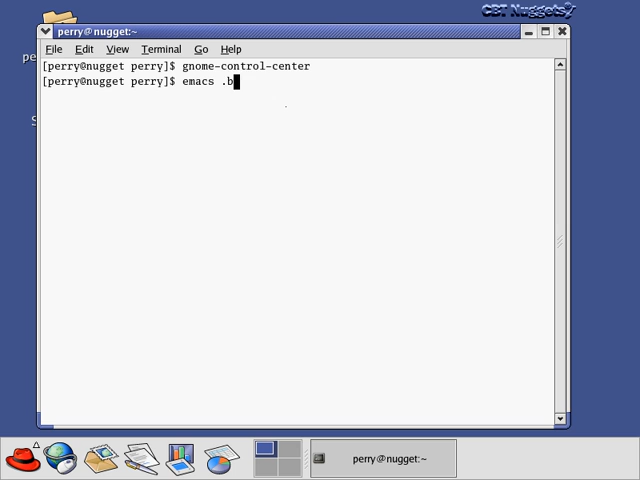 CBT Nuggets
perry@nugget:~
File Edit View Terminal Go Help
[perry@nugget perry]$ gnome-control-center
[perry@nugget perry]$ emacs .b
pe
S
perry@nugget:~